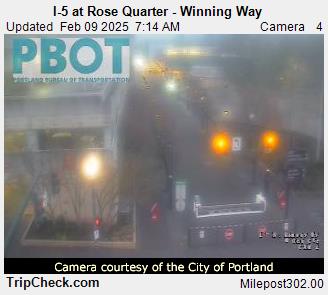 I-5 at Rose Quarter - Winning Way
Updated  Feb 09 2025  7:14 AM          Camera   4
PBOT
PORTLAND BUREAU OF TRANSPORTATION
Camera courtesy of the City of Portland
TripCheck.com          Milepost302.00